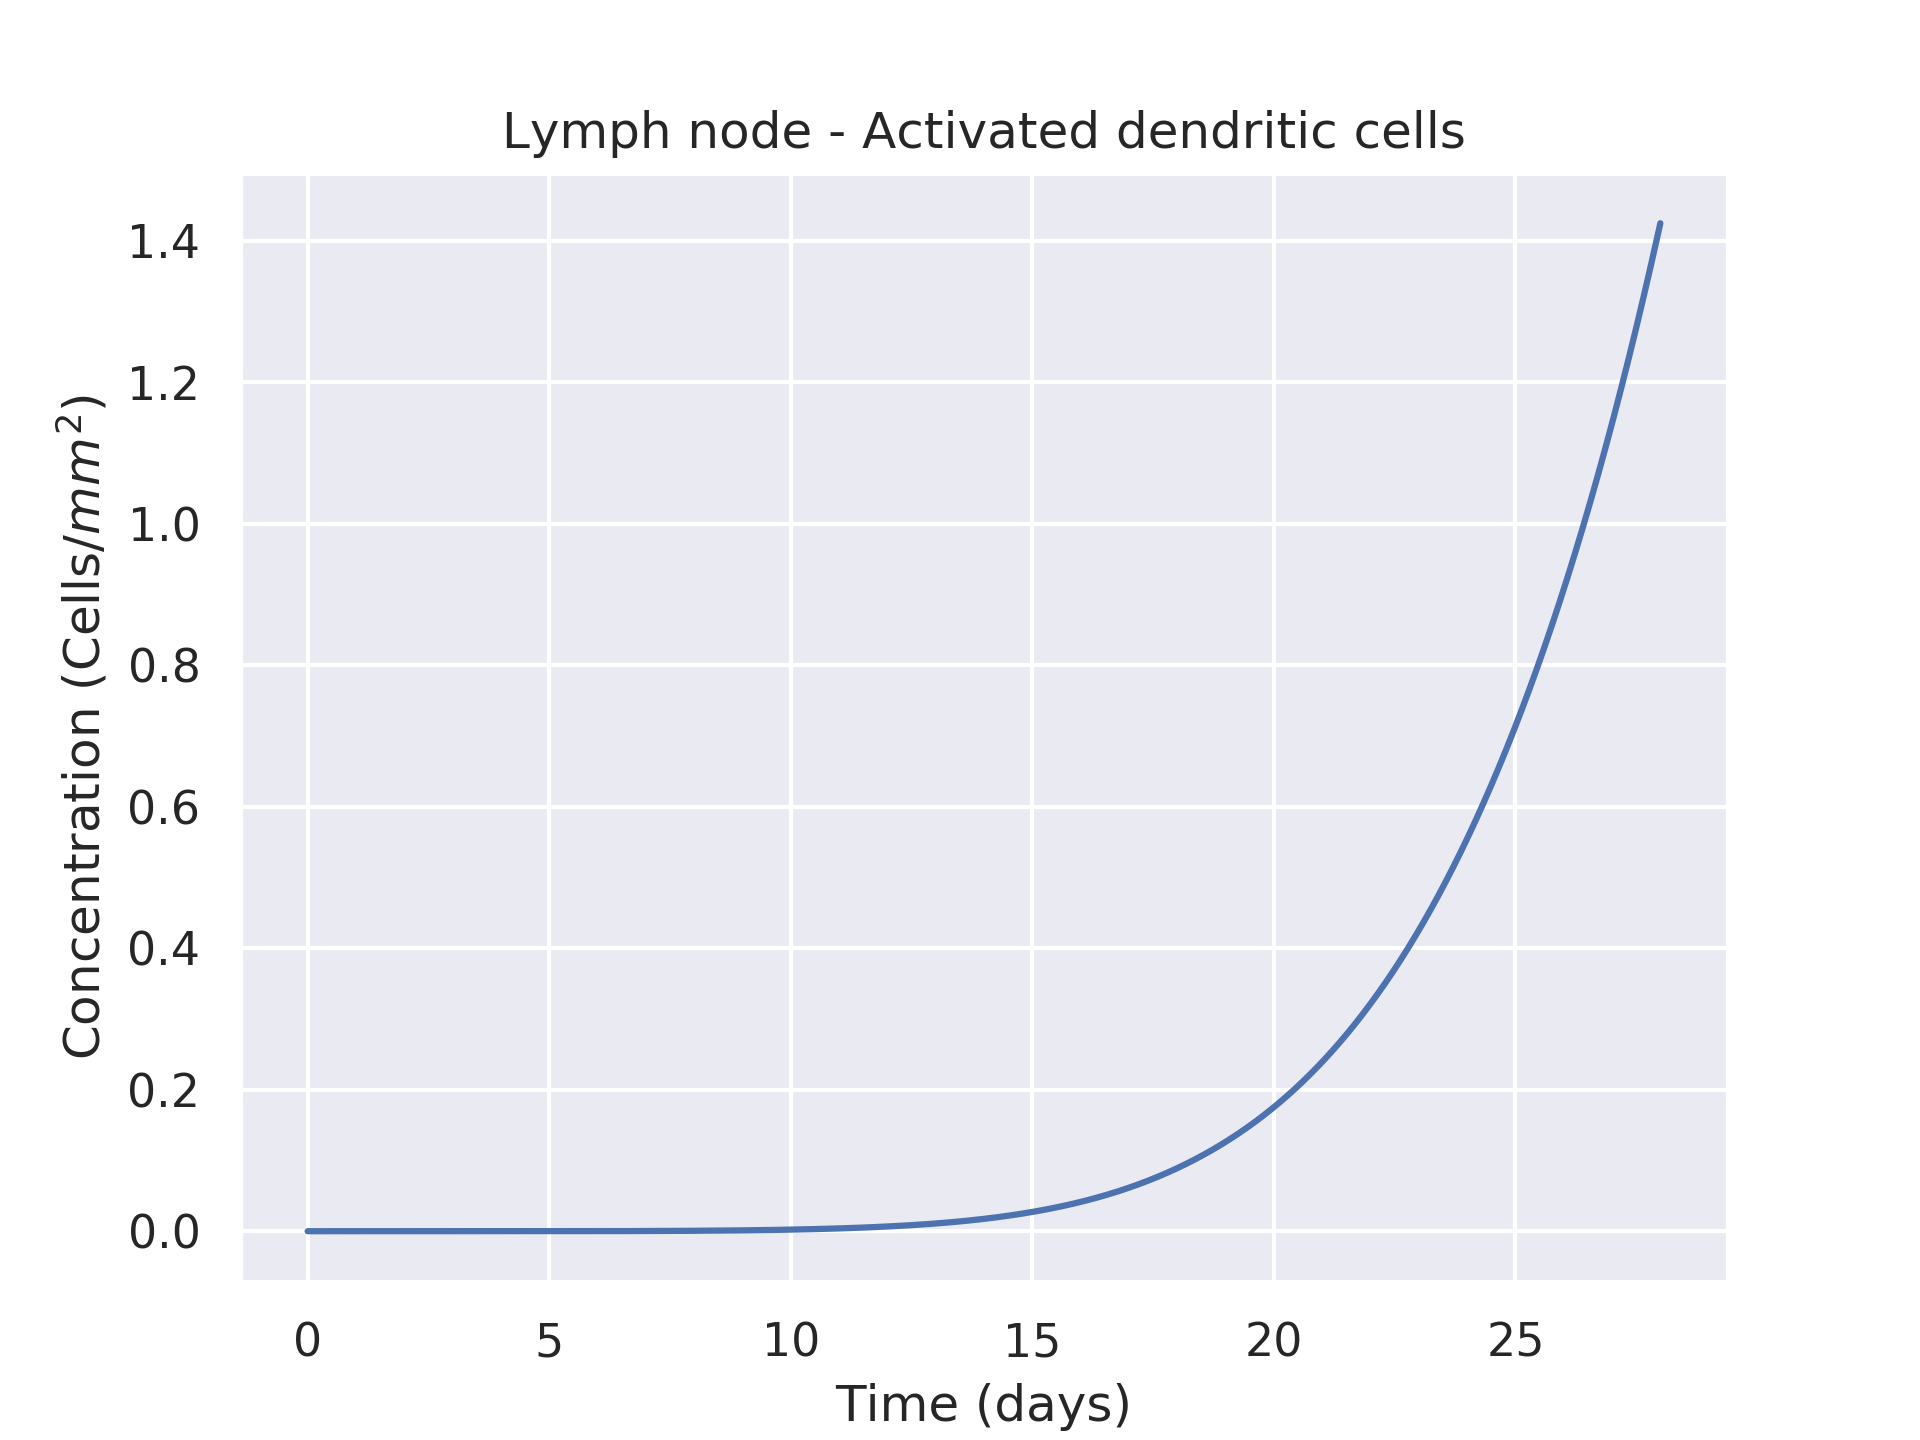 Lymph node - Activated dendritic cells
Concentration (Cells/mm²)
1.4
1.2
1.0
0.8
0.6
0.4
0.2
0.0
0 5 10 15 20 25
Time (days)